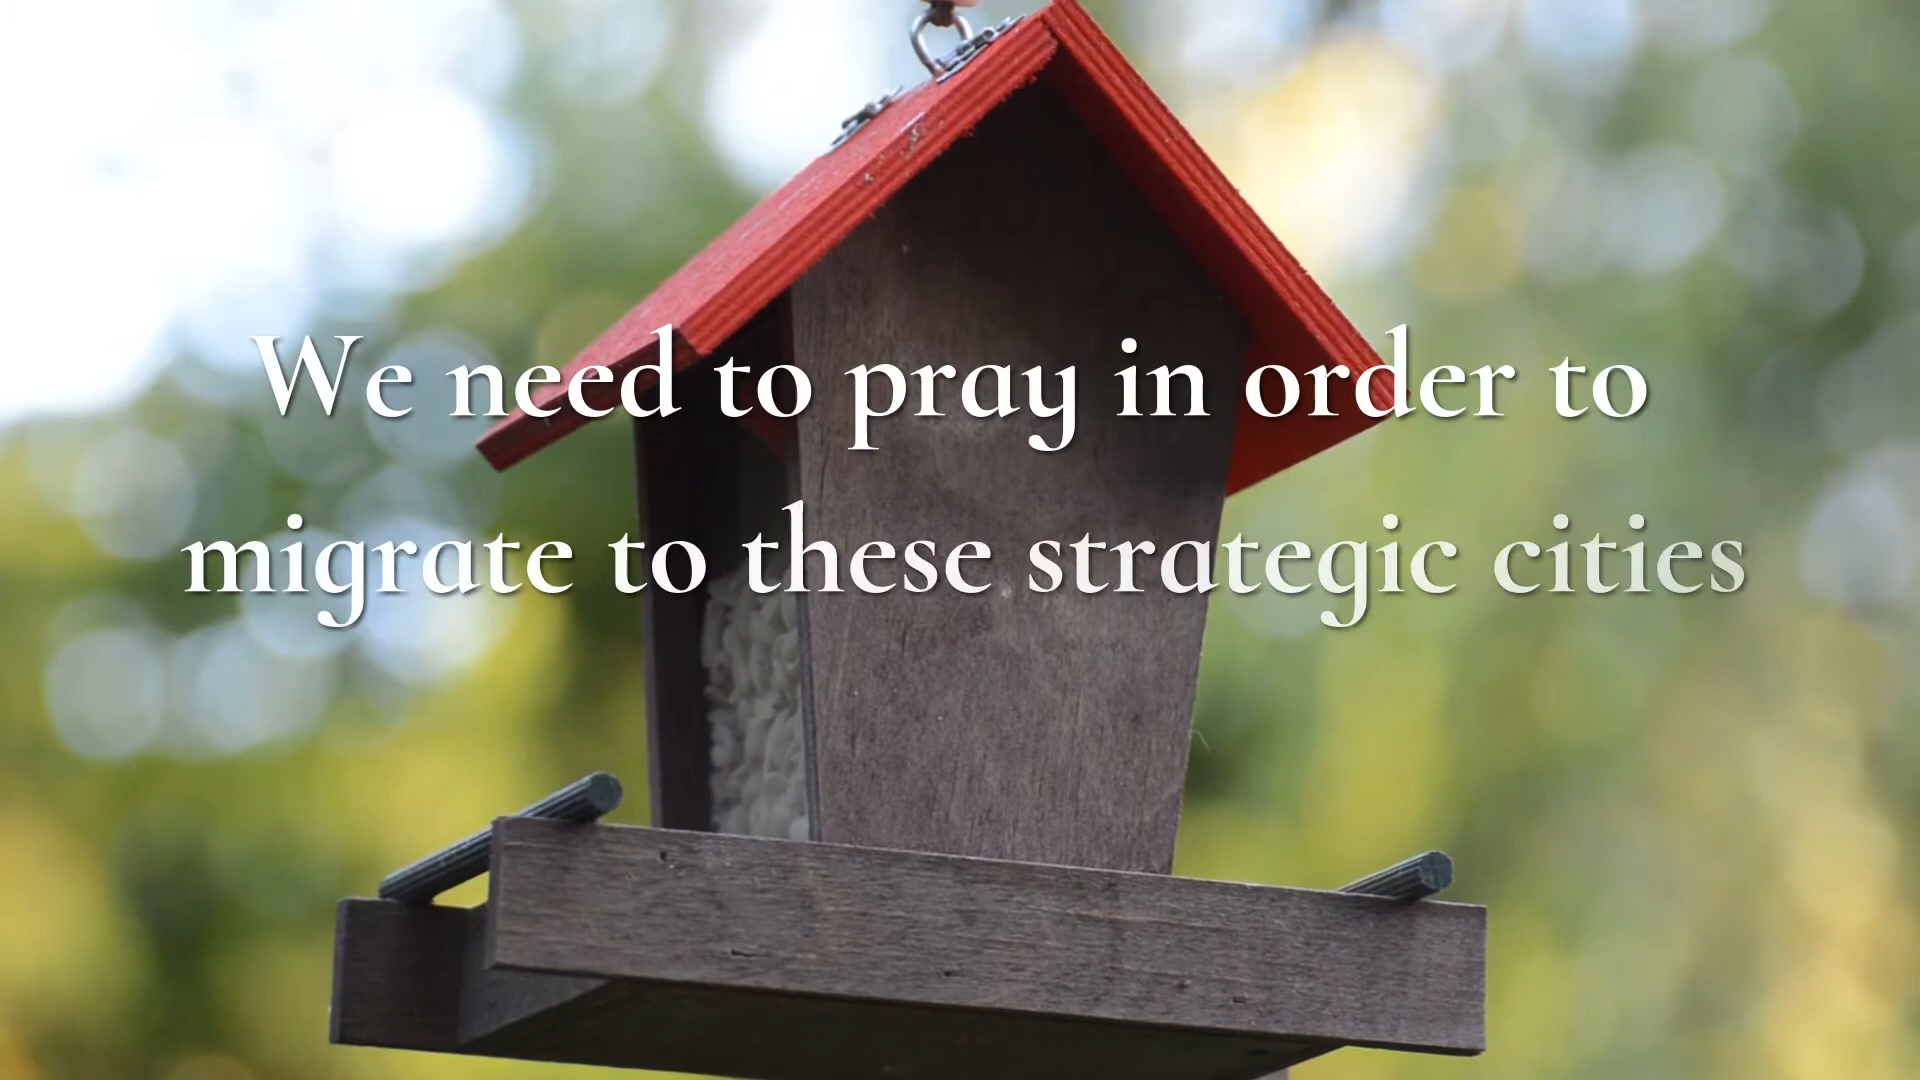 We need to pray in order to
migrate to these strategic cities